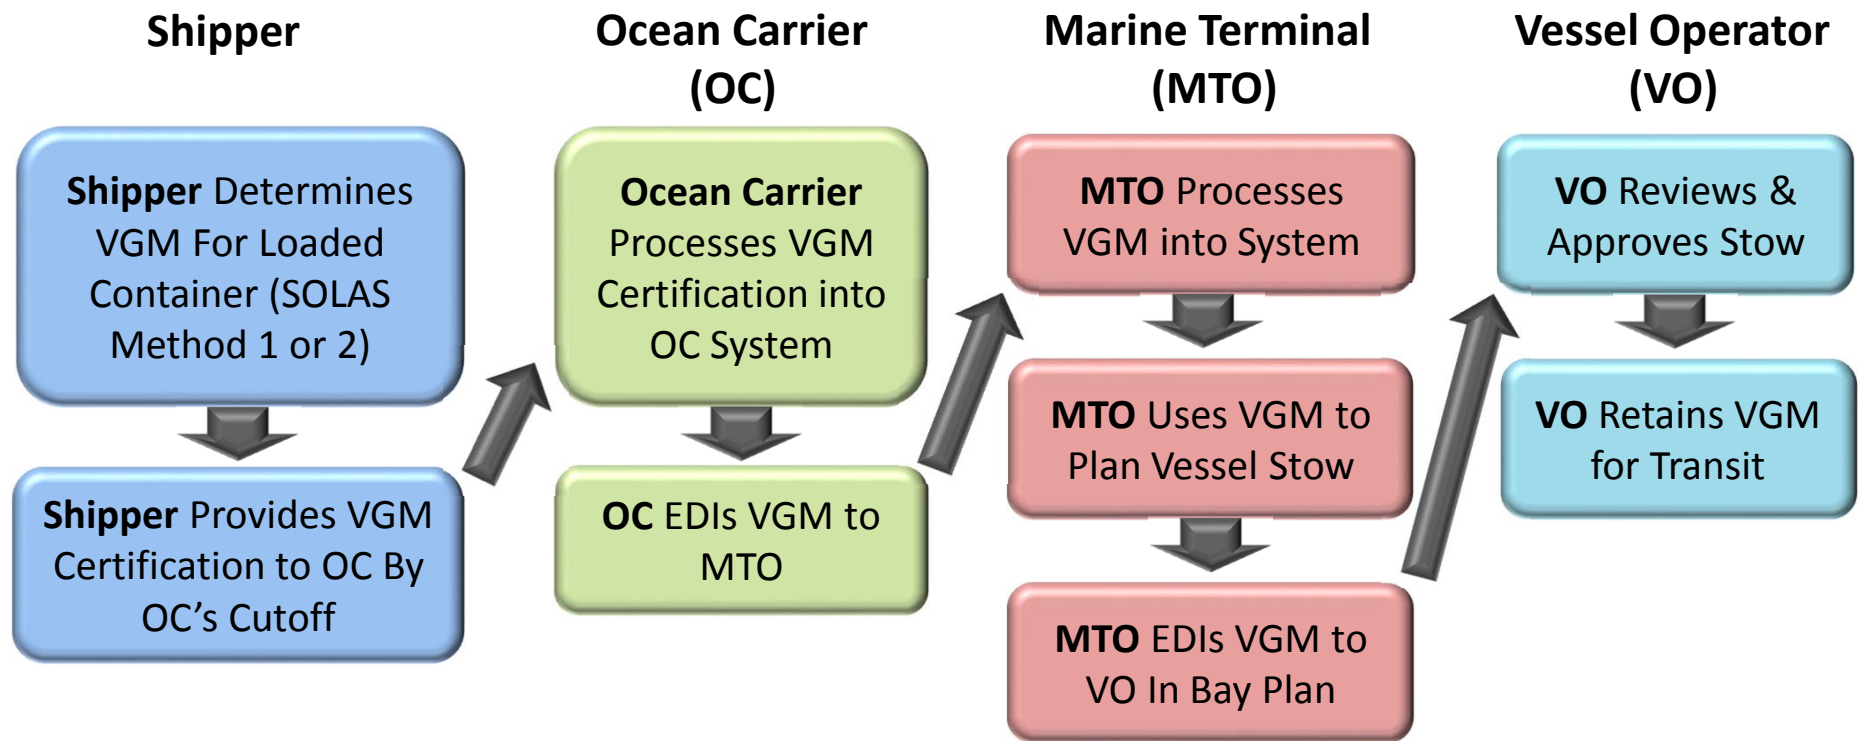 Shipper
Shipper Determines
VGM For Loaded
Container (SOLAS
Method 1 or 2)
Shipper Provides VGM
Certification to OC By
OC’s Cutoff
Ocean Carrier
(OC)
Ocean Carrier
Processes VGM
Certification into
OC System
OC EDIs VGM to
MTO
Marine Terminal
(MTO)
MTO Processes
VGM into System
MTO Uses VGM to
Plan Vessel Stow
MTO EDIs VGM to
VO In Bay Plan
Vessel Operator
(VO)
VO Reviews &
Approves Stow
VO Retains VGM
for Transit